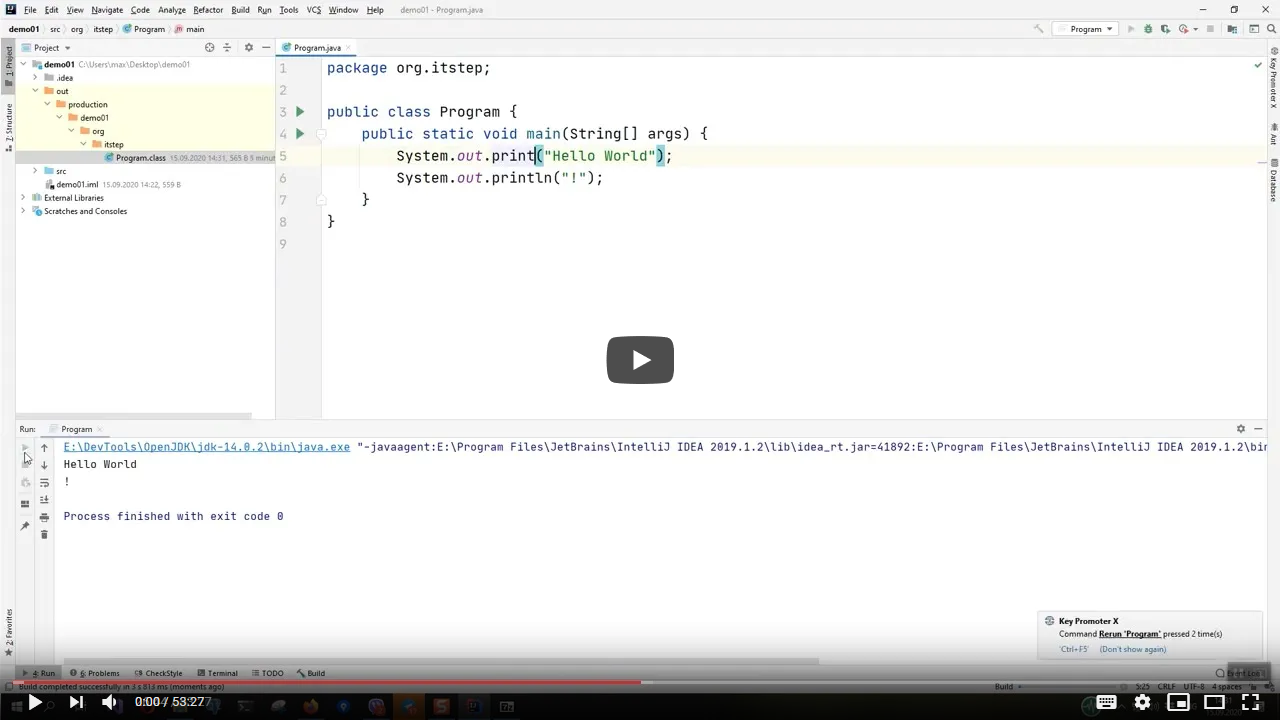 File Edit View Navigate Code Analyze Refactor Build Run Tools VCS Window Help demo01 - Program.java
demo01 src org itstep Program main
Program
Project
Program.java
1: Project
demo01 C:\Users\max\Desktop\demo01
.idea
out
production
demo01
org
itstep
Program.class 15.09.2020 14:31, 565 B 5 minut
src
demo01.iml 15.09.2020 14:22, 559 B
External Libraries
Scratches and Consoles
Z: Structure
2: Favorites
1 package org.itstep;
2
3 public class Program {
4 public static void main(String[] args) {
5 System.out.print("Hello World");
6 System.out.println("!");
7 }
8 }
9
Key Promoter X
Ant
Database
Run: Program
E:\DevTools\OpenJDK\jdk-14.0.2\bin\java.exe "-javaagent:E:\Program Files\JetBrains\IntelliJ IDEA 2019.1.2\lib\idea_rt.jar=41892:E:\Program Files\JetBrains\IntelliJ IDEA 2019.1.2\bin
Hello World
!
Process finished with exit code 0
Key Promoter X
Command Rerun 'Program' pressed 2 time(s)
'Ctrl+F5' (Don't show again)
4: Run 6: Problems CheckStyle Terminal TODO Build Event Log
Build completed successfully in 3 s 813 ms (moments ago) Build 5:25 CRLF UTF-8 4 spaces
0:00 / 53:27